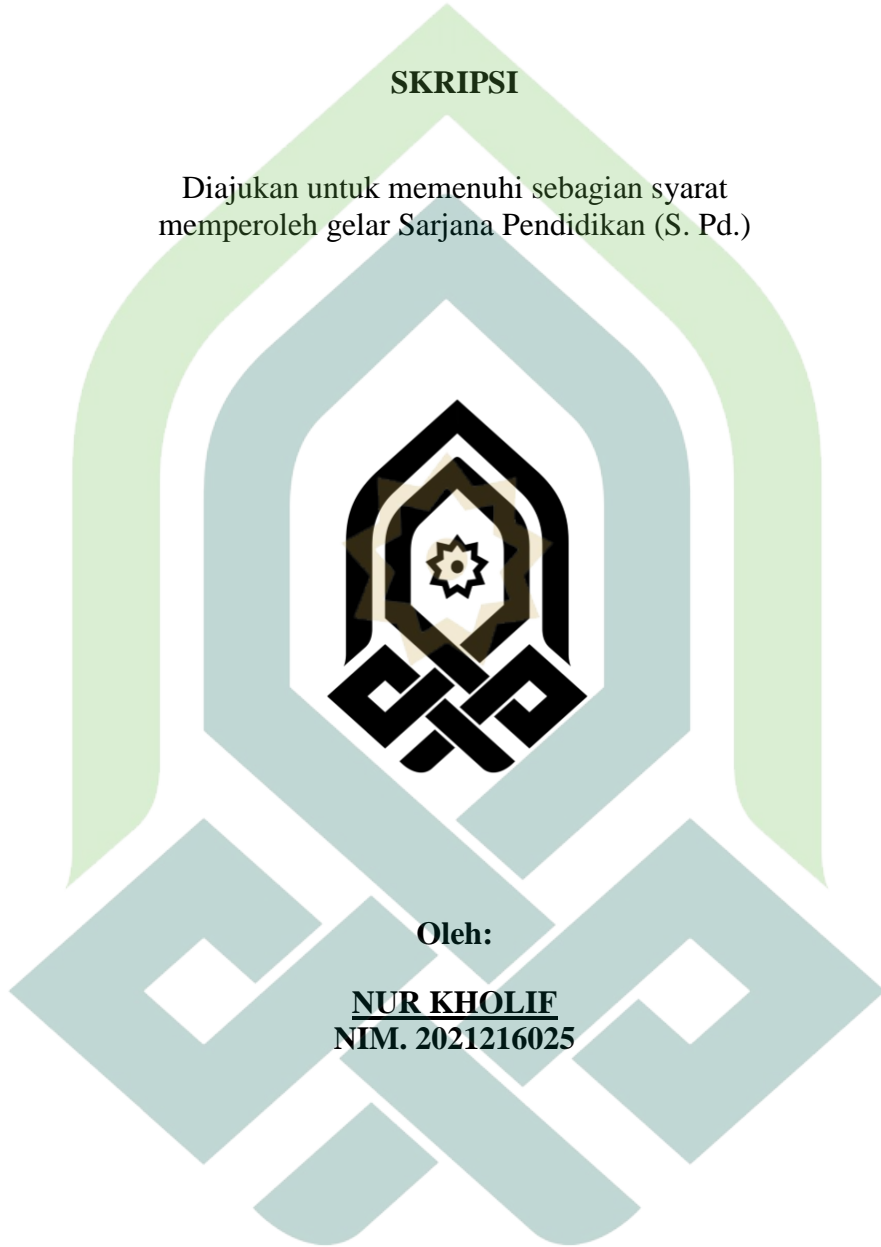 SKRIPSI
Diajukan untuk memenuhi sebagian syarat
memperoleh gelar Sarjana Pendidikan (S. Pd.)
Oleh:
NUR KHOLIF
NIM. 2021216025